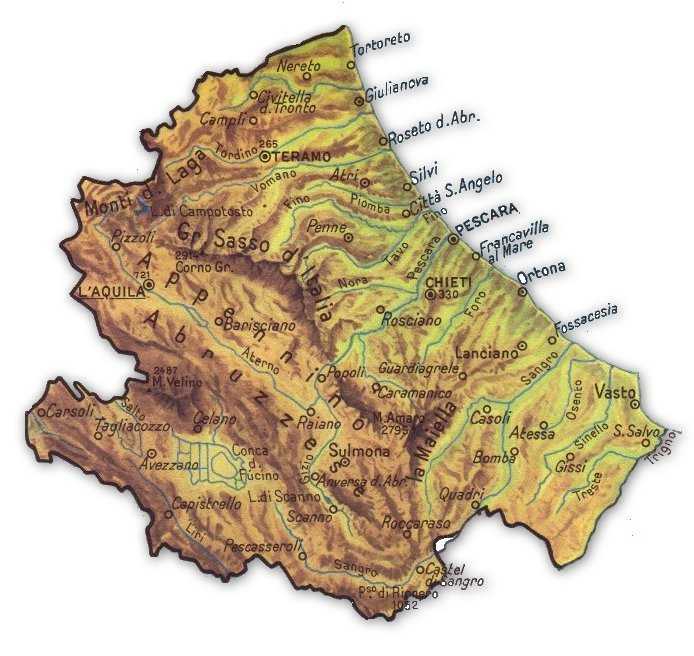 Tortoreto
Nereto
Civitella
d. Tronto
Giulianova
Campli
Roseto d. Abr.
Tordino
265
TERAMO
Monti d. Laga
Vomano
Atri
Silvi
L. di Campotosto
Fino
Piomba
Città S. Angelo
Fino
Pizzoli
Gr. Sasso d'Italia
Penne
PESCARA
2914
Corno Gr.
Tavo
Pescara
Francavilla
al Mare
721
L'AQUILA
Nora
CHIETI
330
Ortona
Appennino
Abruzzese
Barisciano
Rosciano
Foro
Fossacesia
Aterno
Lanciano
2487
M. Velino
Popoli
Guardiagrele
Sangro
Caramanico
Carsoli
Salto
Tagliacozzo
Celano
Raiano
M. Amaro
la Maiella
Casoli
Osento
Vasto
Avezzano
Conca
d.
Fucino
Sulmona
Atessa
Sinello
S. Salvo
Bomba
Gissi
Trigno
Gizio
Anversa d. Abr.
Treste
L. di Scanno
Quadri
Capistrello
Scanno
Roccaraso
Liri
Pescasseroli
Sangro
Castel
di Sangro
1052